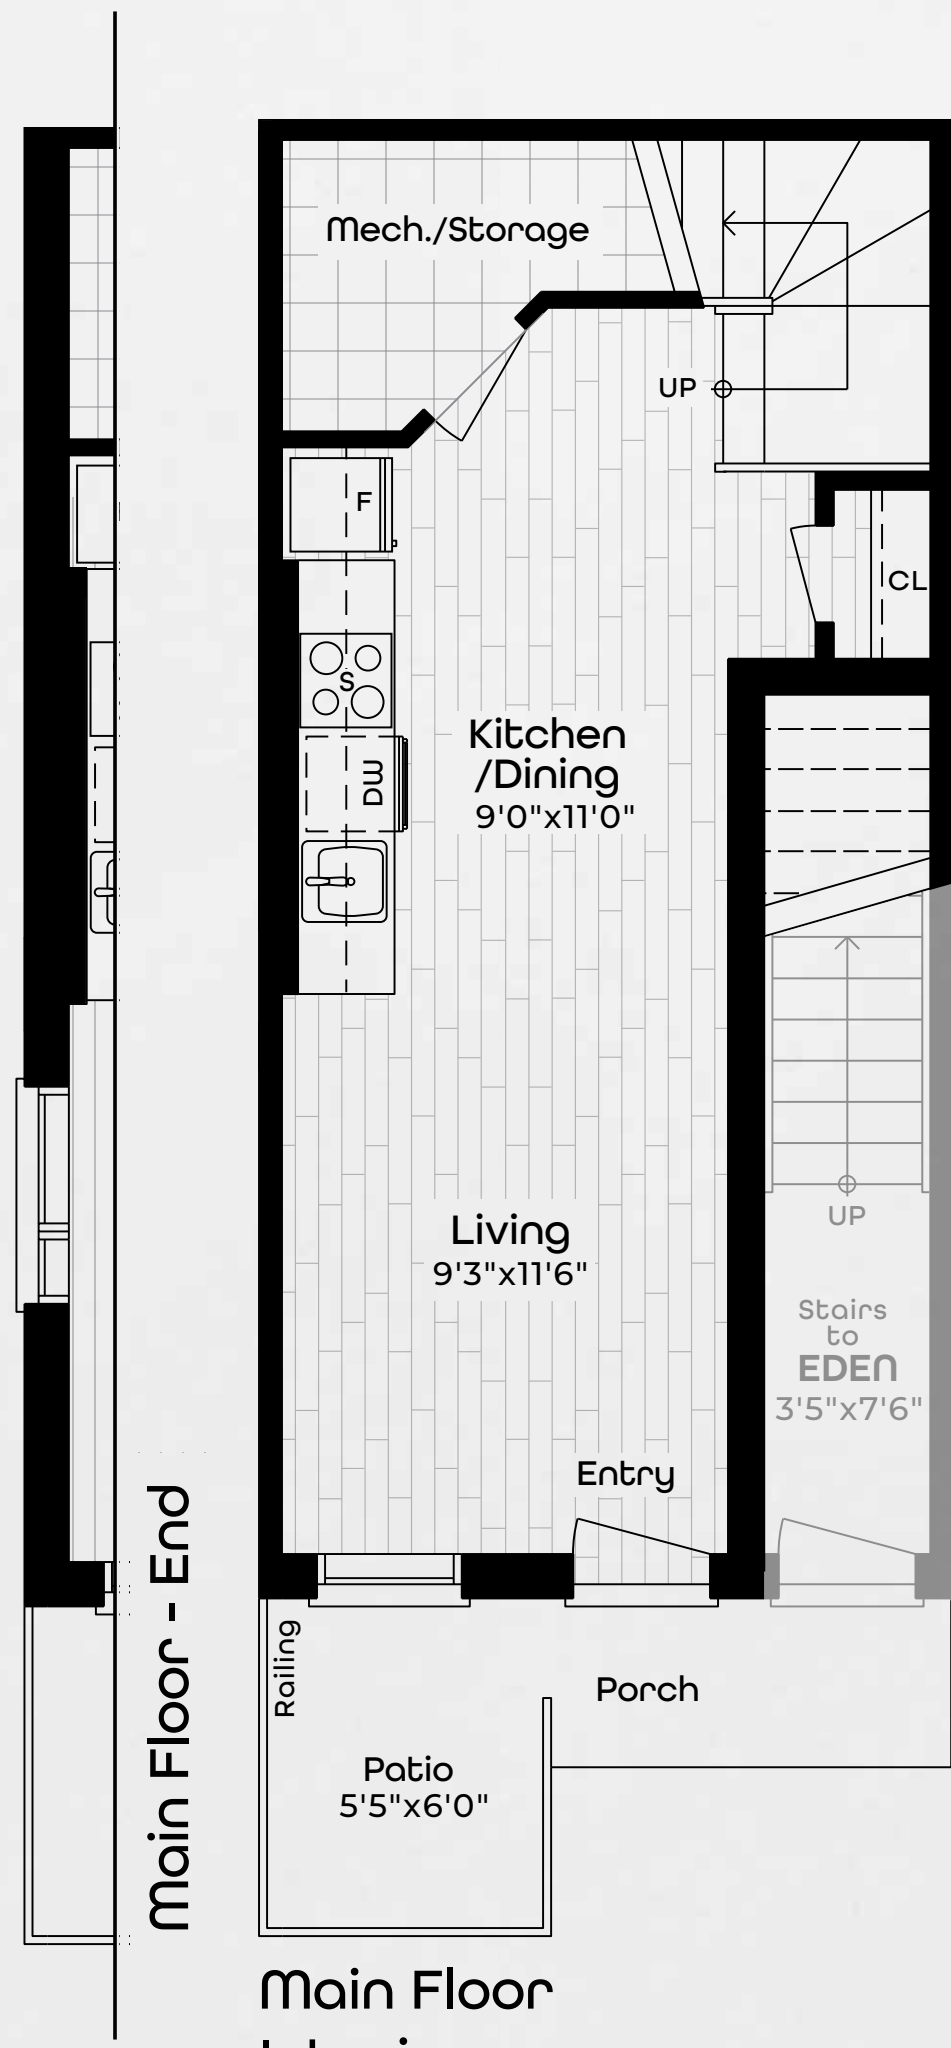 Mech./Storage
UP
F
CL
S
Kitchen
/Dining
9'0"x11'0"
DW
Living
9'3"x11'6"
UP
Stairs
to
EDEN
3'5"x7'6"
Entry
Main Floor - End
Railing
Porch
Patio
5'5"x6'0"
Main Floor